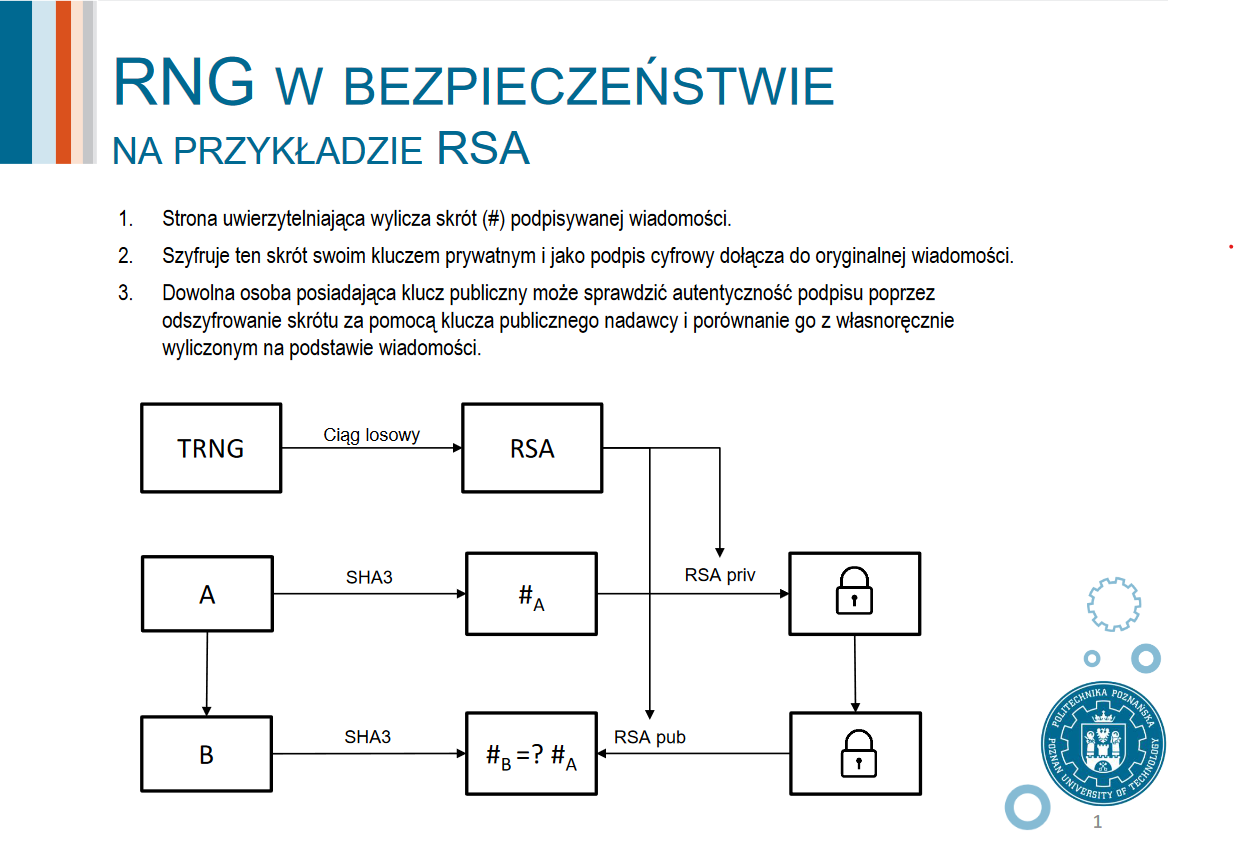 RNG W BEZPIECZEŃSTWIE
NA PRZYKŁADZIE RSA
1. Strona uwierzytelniająca wylicza skrót (#) podpisywanej wiadomości.
2. Szyfruje ten skrót swoim kluczem prywatnym i jako podpis cyfrowy dołącza do oryginalnej wiadomości.
3. Dowolna osoba posiadająca klucz publiczny może sprawdzić autentyczność podpisu poprzez
odszyfrowanie skrótu za pomocą klucza publicznego nadawcy i porównanie go z własnoręcznie
wyliczonym na podstawie wiadomości.
TRNG
Ciąg losowy
RSA
A
SHA3
#A
RSA priv
B
SHA3
#B =? #A
RSA pub
POLITECHNIKA POZNAŃSKA
POZNAN UNIVERSITY OF TECHNOLOGY
1